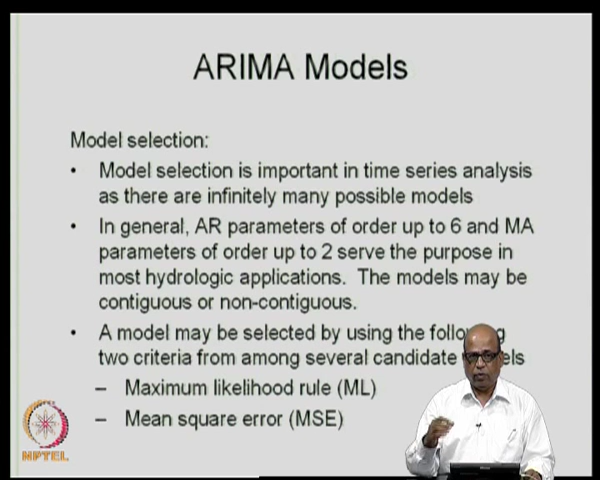 ARIMA Models
Model selection:
• Model selection is important in time series analysis
as there are infinitely many possible models
• In general, AR parameters of order up to 6 and MA
parameters of order up to 2 serve the purpose in
most hydrologic applications. The models may be
contiguous or non-contiguous.
• A model may be selected by using the
two criteria from among several candidate
– Maximum likelihood rule (ML)
– Mean square error (MSE)
NPTEL